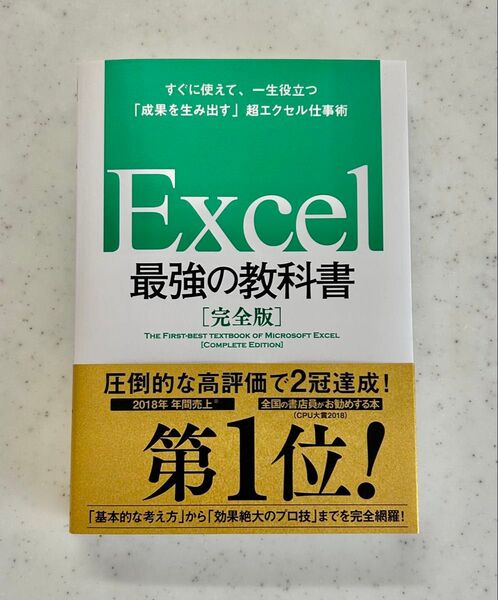 すぐに使えて、一生役立つ
「成果を生み出す」超エクセル仕事術
Excel
最強の教科書
[完全版]
THE FIRST-BEST TEXTBOOK OF MICROSOFT EXCEL
[COMPLETE EDITION]
圧倒的な高評価で2冠達成!
2018年 年間売上※ 全国の書店員がお勧めする本
(CPU大賞2018)
第1位!
「基本的な考え方」から「効果絶大のプロ技」までを完全網羅!